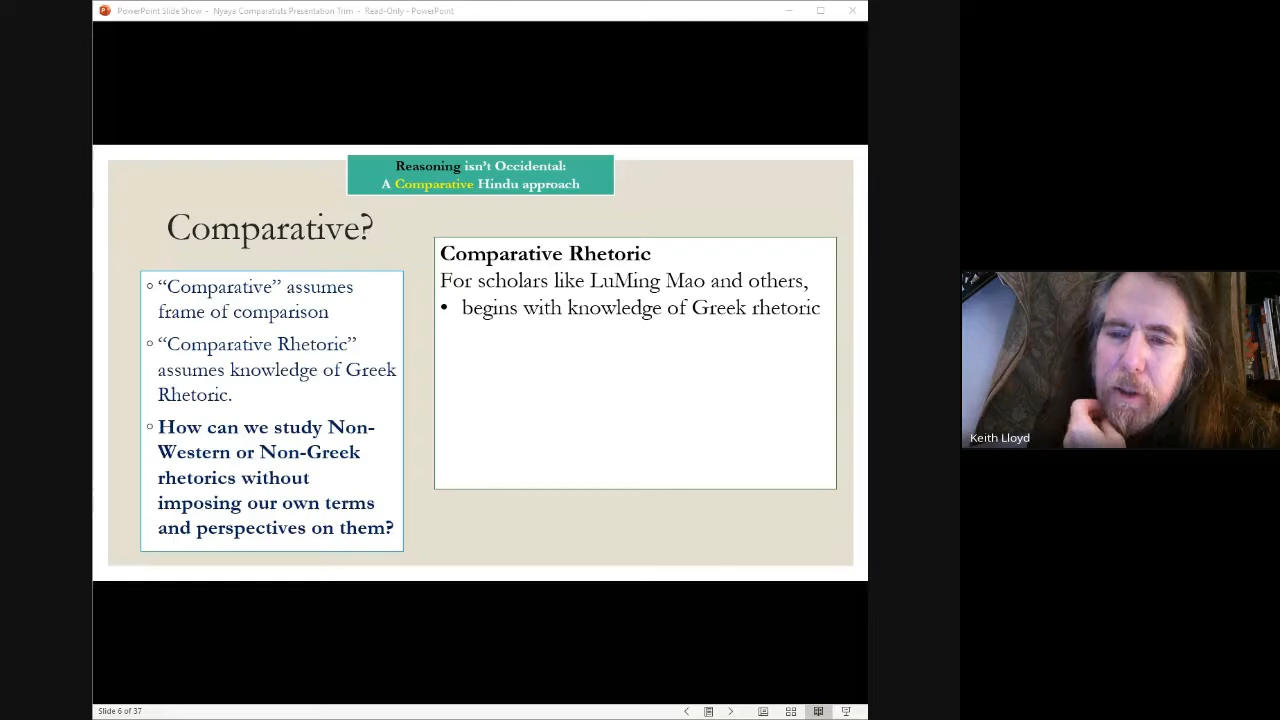 PowerPoint Slide Show - Nyaya Comparatists Presentation Trim - Read-Only - PowerPoint
Reasoning isn't Occidental:
A Comparative Hindu approach
Comparative?
“Comparative” assumes
frame of comparison
“Comparative Rhetoric”
assumes knowledge of Greek
Rhetoric.
How can we study Non-
Western or Non-Greek
rhetorics without
imposing our own terms
and perspectives on them?
Comparative Rhetoric
For scholars like LuMing Mao and others,
• begins with knowledge of Greek rhetoric
Keith Lloyd
Slide 6 of 37